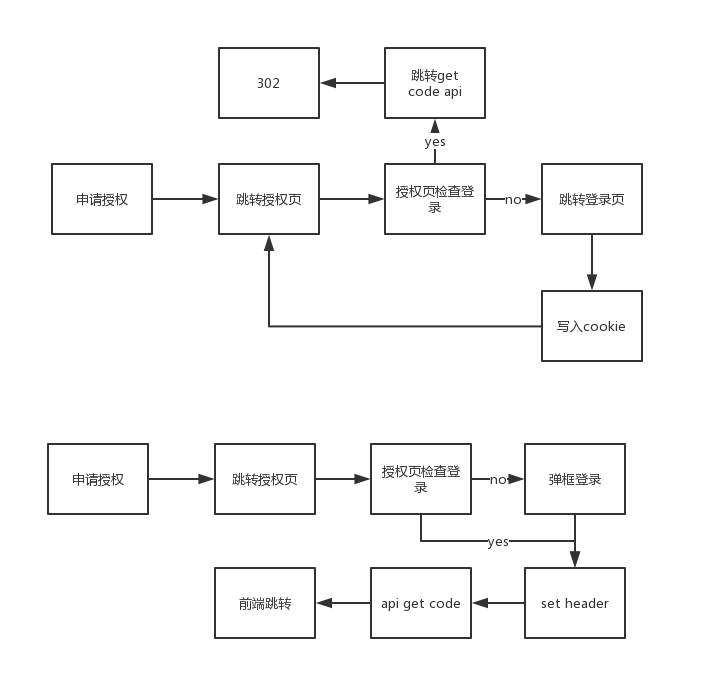 302
跳转get
code api
yes
申请授权
跳转授权页
授权页检查登
录
no
跳转登录页
写入cookie
申请授权
跳转授权页
授权页检查登
录
no
弹框登录
yes
前端跳转
api get code
set header